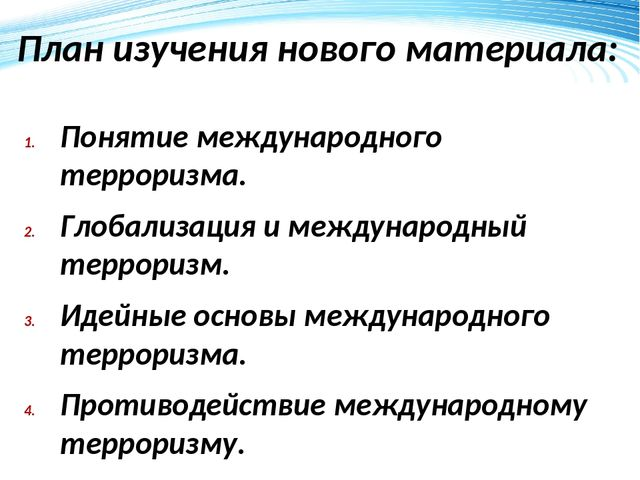 План изучения нового материала:
1. Понятие международного
терроризма.
2. Глобализация и международный
терроризм.
3. Идейные основы международного
терроризма.
4. Противодействие международному
терроризму.